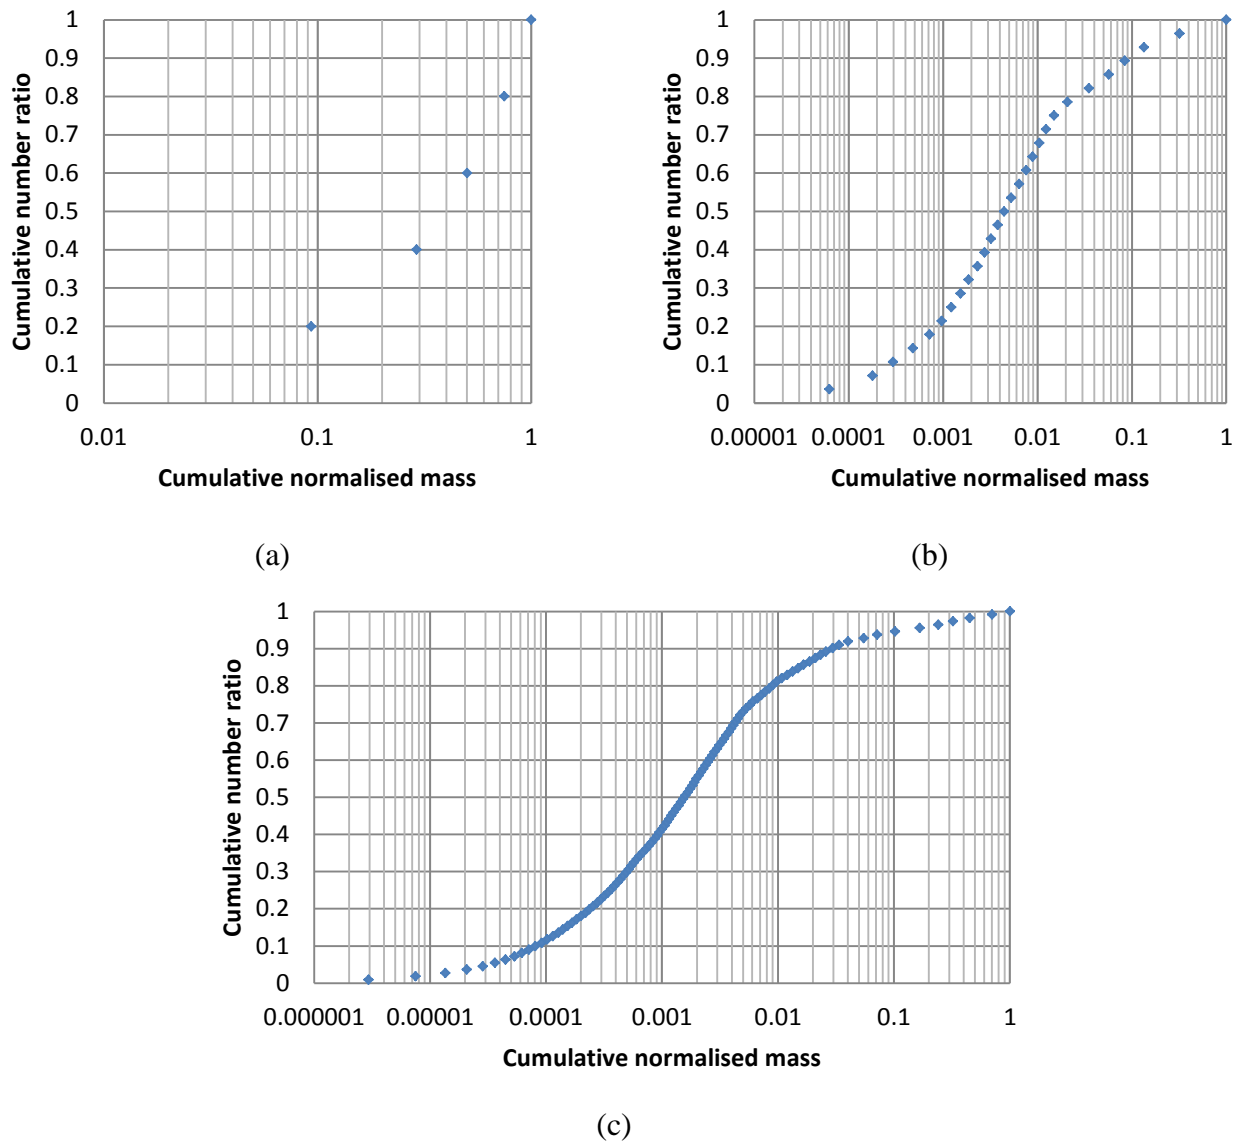 1
0.9
0.8
0.7
0.6
0.5
0.4
0.3
0.2
0.1
0
Cumulative number ratio
0.01 0.1 1
Cumulative normalised mass
(a)
1
0.9
0.8
0.7
0.6
0.5
0.4
0.3
0.2
0.1
0
Cumulative number ratio
0.00001 0.0001 0.001 0.01 0.1 1
Cumulative normalised mass
(b)
1
0.9
0.8
0.7
0.6
0.5
0.4
0.3
0.2
0.1
0
Cumulative number ratio
0.000001 0.00001 0.0001 0.001 0.01 0.1 1
Cumulative normalised mass
(c)